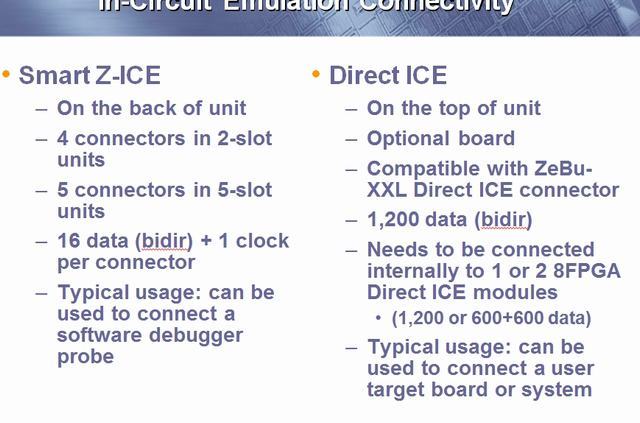 In-Circuit Emulation Connectivity
• Smart Z-ICE
– On the back of unit
– 4 connectors in 2-slot
units
– 5 connectors in 5-slot
units
– 16 data (bidir) + 1 clock
per connector
– Typical usage: can be
used to connect a
software debugger
probe
• Direct ICE
– On the top of unit
– Optional board
– Compatible with ZeBu-
XXL Direct ICE connector
– 1,200 data (bidir)
– Needs to be connected
internally to 1 or 2 8FPGA
Direct ICE modules
• (1,200 or 600+600 data)
– Typical usage: can be
used to connect a user
target board or system